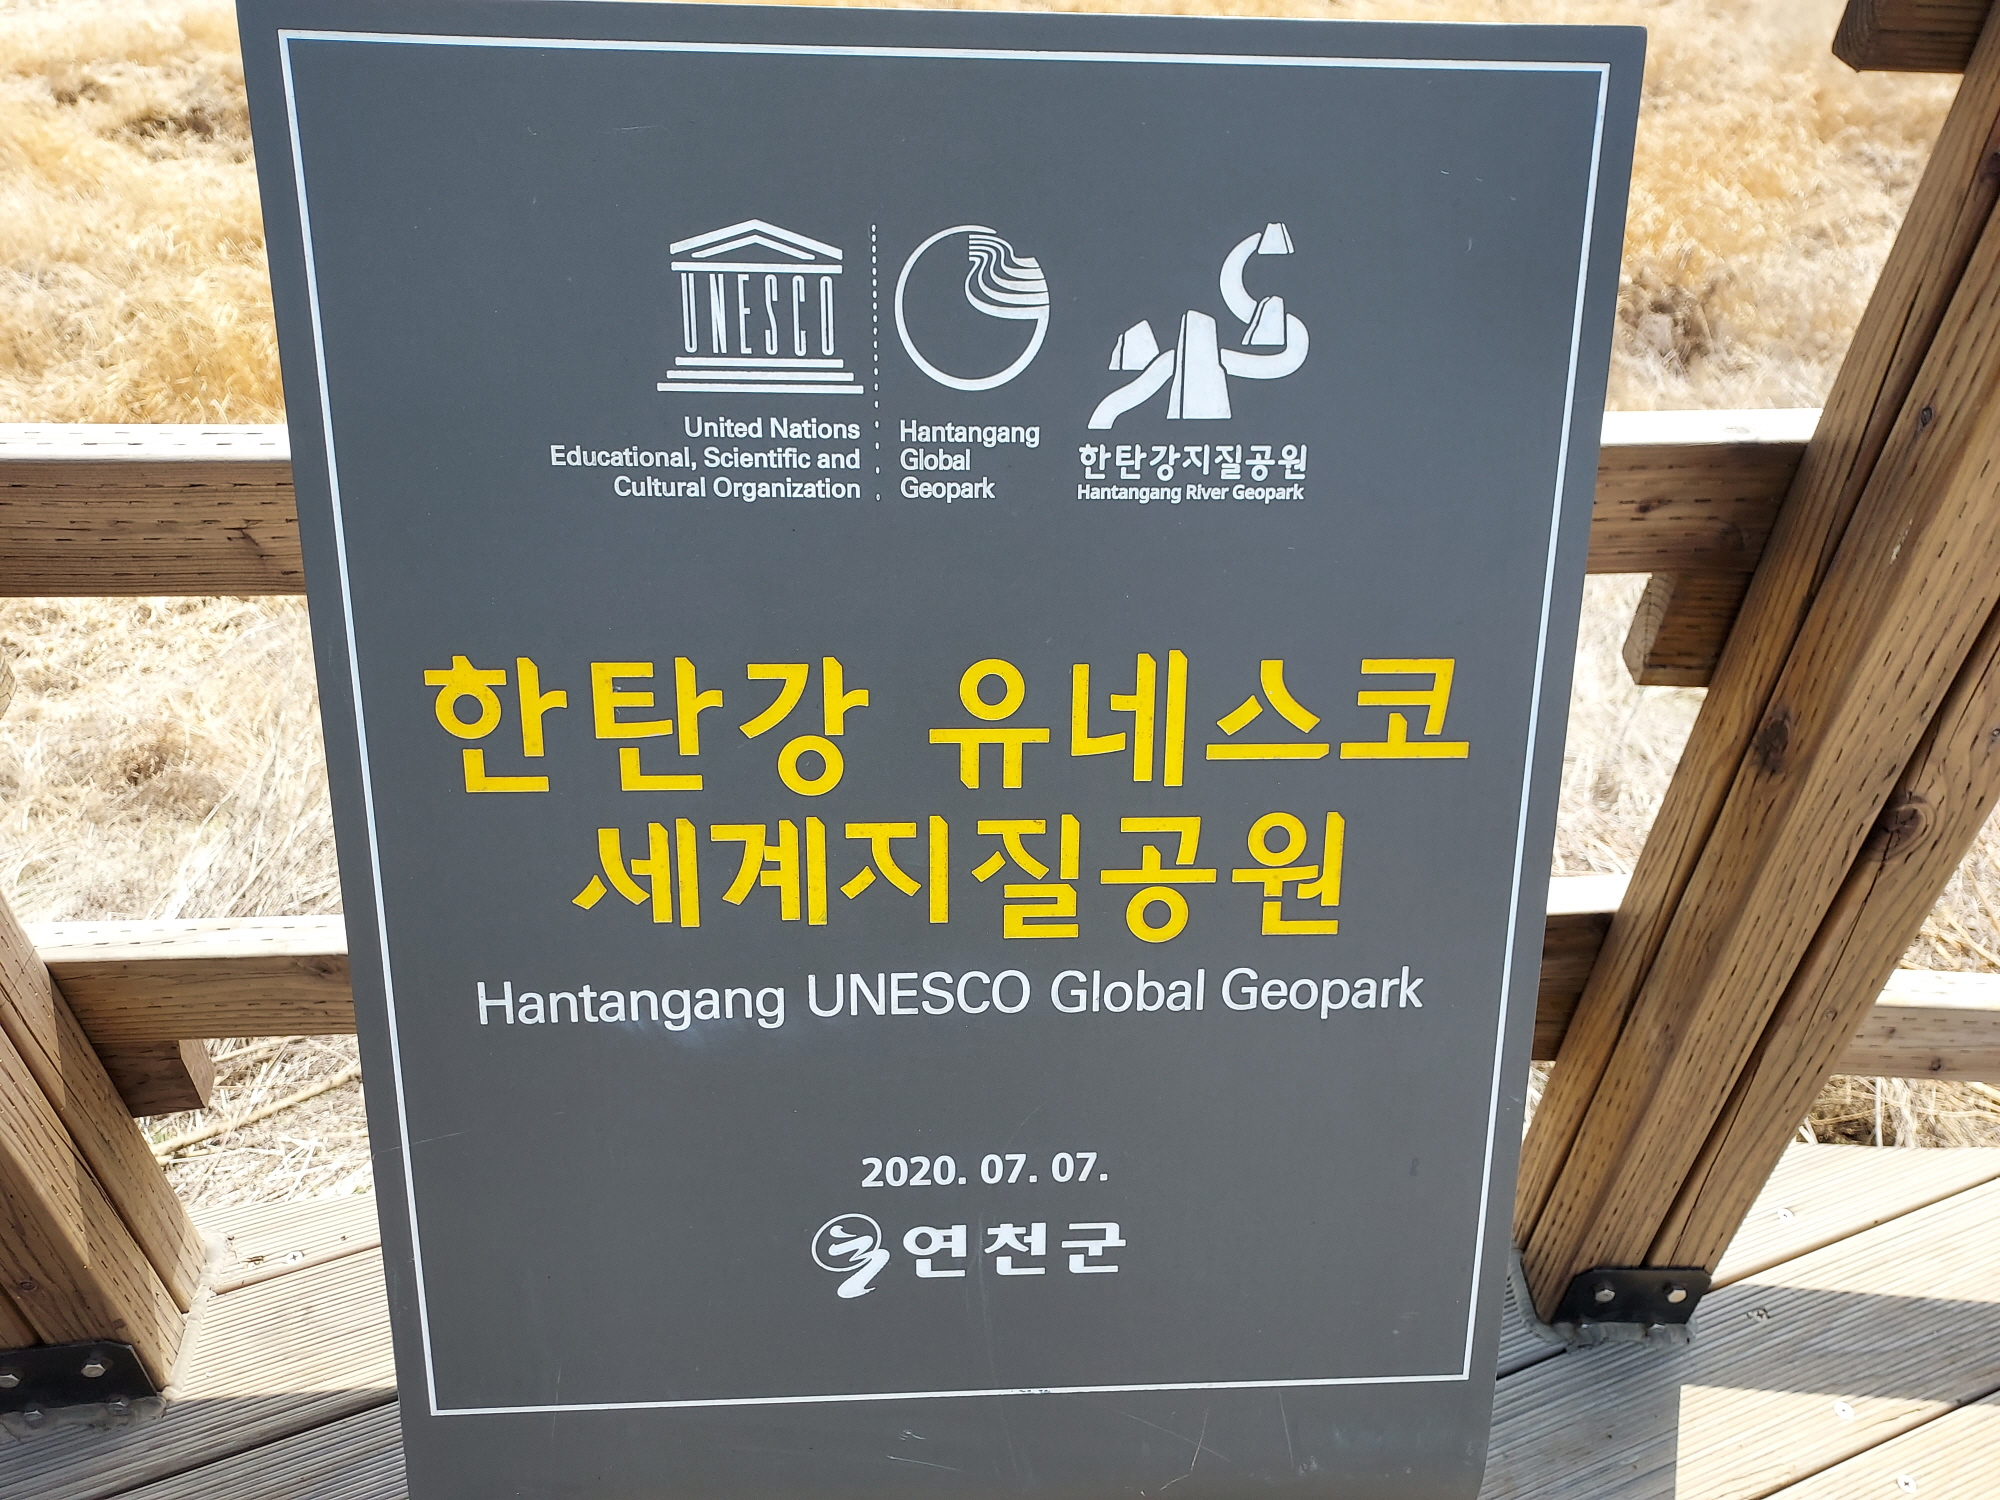 UNESCO
United Nations
Educational, Scientific and
Cultural Organization
Hantangang
Global
Geopark
한탄강지질공원
Hantangang River Geopark
한탄강 유네스코
세계지질공원
Hantangang UNESCO Global Geopark
2020. 07. 07.
연천군